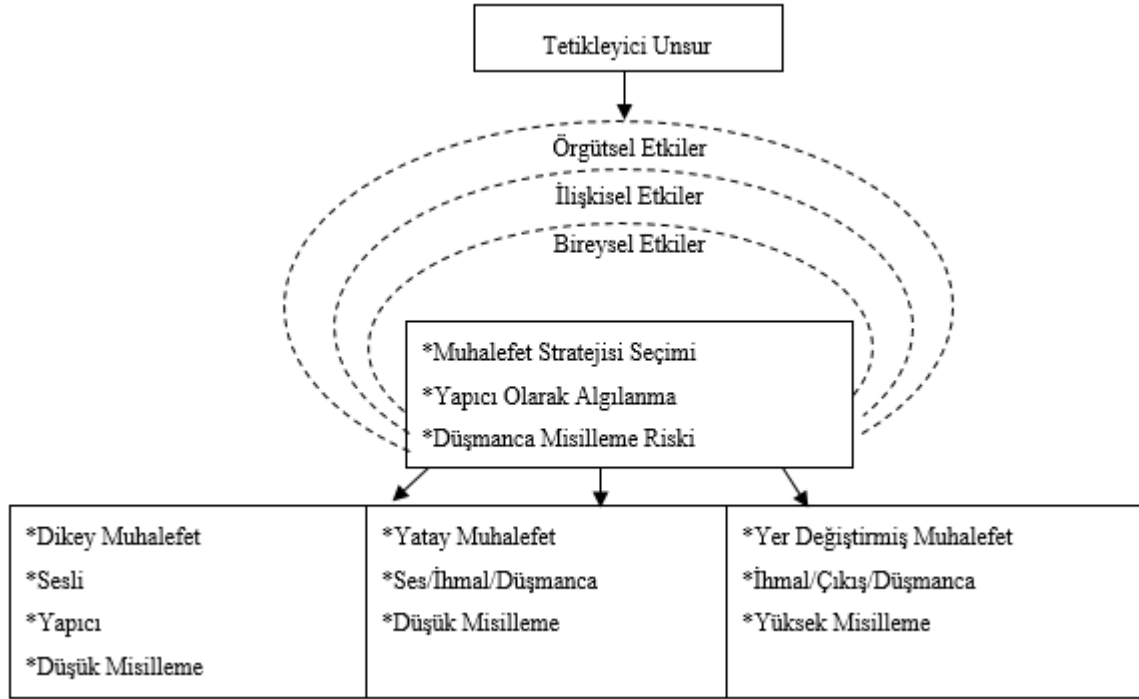 Tetikleyici Unsur
Örgütsel Etkiler
İlişkisel Etkiler
Bireysel Etkiler
*Muhalefet Stratejisi Seçimi
*Yapıcı Olarak Algılanma
*Düşmanca Misilleme Riski
*Dikey Muhalefet
*Sesli
*Yapıcı
*Düşük Misilleme
*Yatay Muhalefet
*Ses/İhmal/Düşmanca
*Düşük Misilleme
*Yer Değiştirmiş Muhalefet
*İhmal/Çıkış/Düşmanca
*Yüksek Misilleme